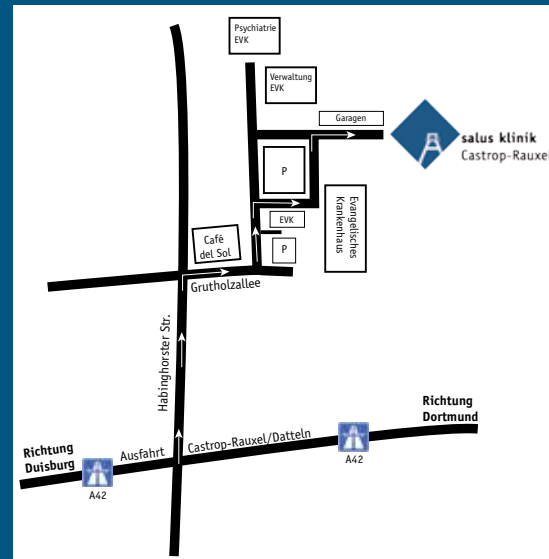 Psychiatrie
EVK
Verwaltung
EVK
Garagen
salus klinik
Castrop-Rauxel
P
Evangelisches
Krankenhaus
EVK
Café
del Sol
P
Grutholzallee
Habinghorster Str.
Richtung
Dortmund
Richtung
Duisburg
Ausfahrt
Castrop-Rauxel/Datteln
A42
A42